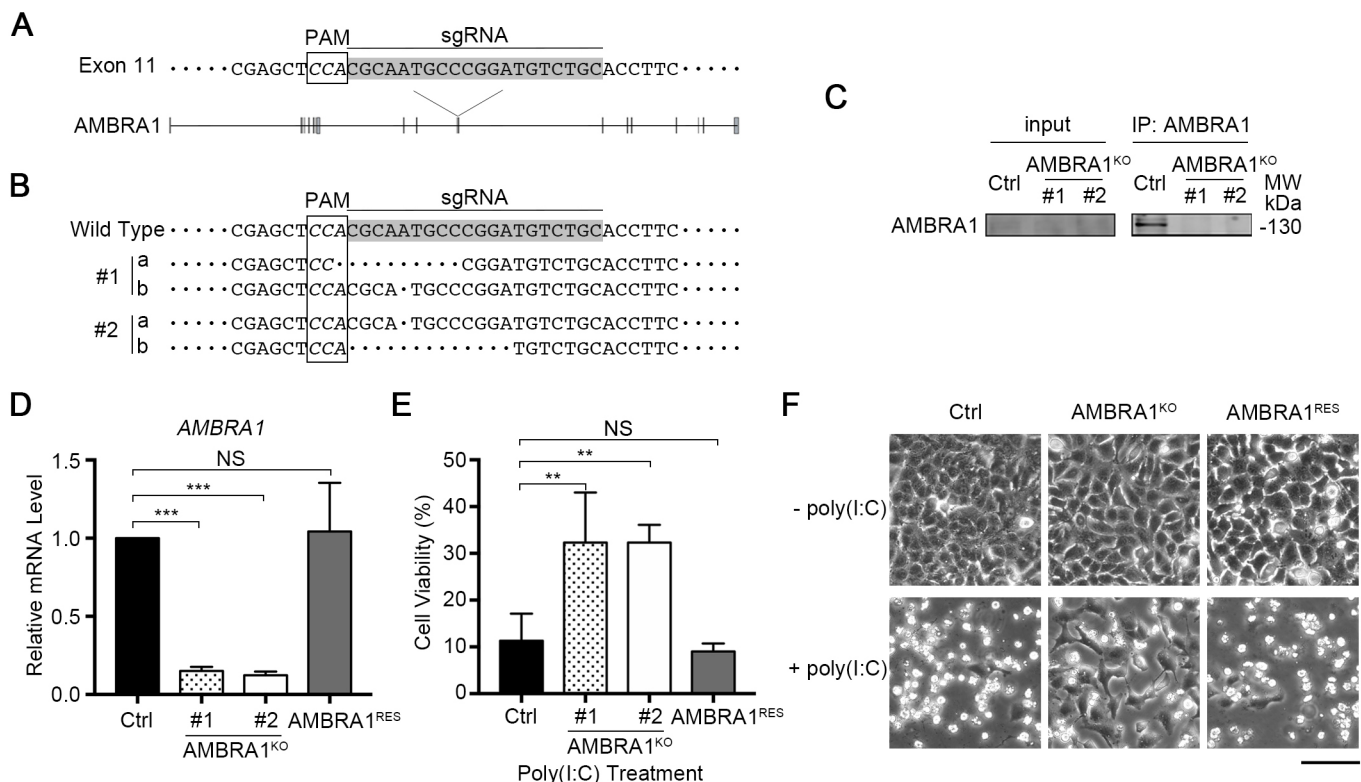 A
PAM sgRNA
Exon 11 ·····CGAGCTCCACGCAATGCCCGGATGTCTGCACCTTC·····
AMBRA1
B
PAM sgRNA
Wild Type ·····CGAGCTCCACGCAATGCCCGGATGTCTGCACCTTC·····
#1 a ·····CGAGCTCC··········CGGATGTCTGCACCTTC·····
b ·····CGAGCTCCACGCA·TGCCCGGATGTCTGCACCTTC·····
#2 a ·····CGAGCTCCACGCA·TGCCCGGATGTCTGCACCTTC·····
b ·····CGAGCTCCA·············TGTCTGCACCTTC·····
C
input IP: AMBRA1
Ctrl AMBRA1KO #1 #2 Ctrl AMBRA1KO #1 #2 MW kDa
AMBRA1 -130
D
AMBRA1
NS
***
***
Relative mRNA Level
1.5
1.0
0.5
0.0
Ctrl #1 #2 AMBRA1RES
AMBRA1KO
E
NS
**
**
Cell Viability (%)
50
40
30
20
10
0
Ctrl #1 #2 AMBRA1RES
AMBRA1KO
Poly(I:C) Treatment
F
Ctrl AMBRA1KO AMBRA1RES
- poly(I:C)
+ poly(I:C)